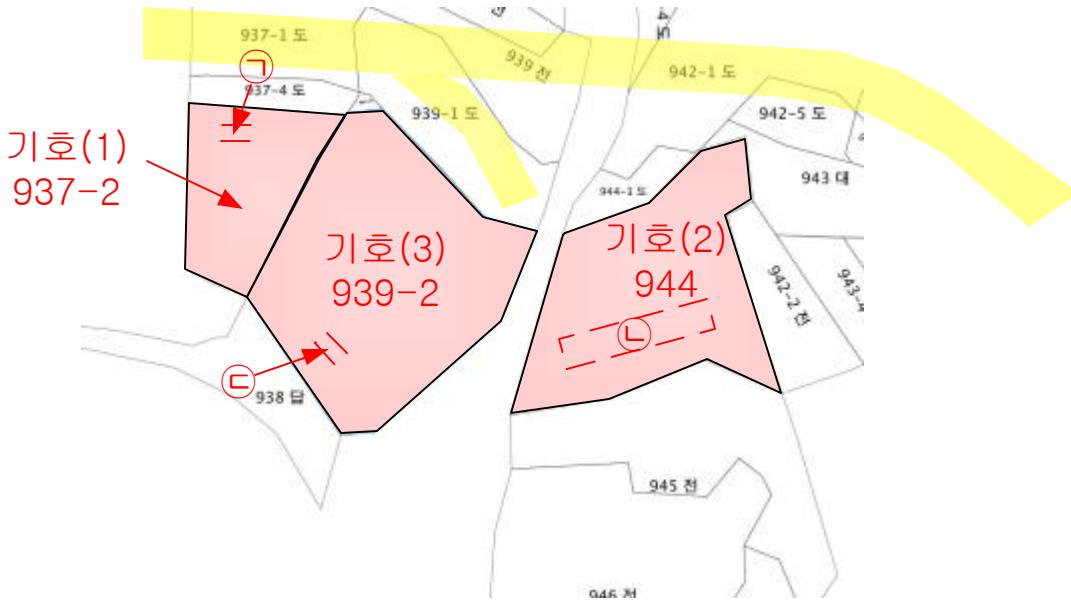 937-1 도
939 전
942-1 도
㉠
937-4 도
939-1 도
942-5 도
기호(1)
937-2
943 대
944-1 도
기호(3)
939-2
기호(2)
944
942-2 전
943-4
㉡
㉢
938 답
945 전
946 전